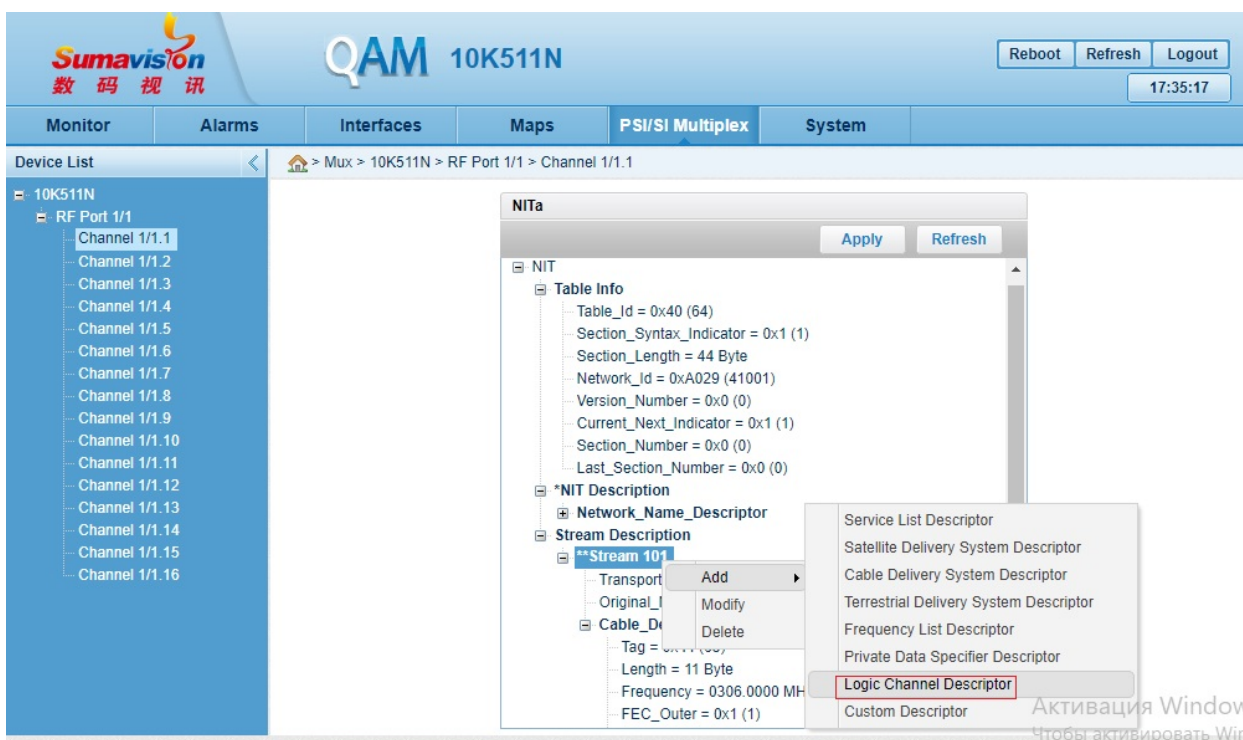 Sumavision
数码视讯
QAM 10K511N
Reboot Refresh Logout
17:35:17
Monitor Alarms Interfaces Maps PSI/SI Multiplex System
Device List
> Mux > 10K511N > RF Port 1/1 > Channel 1/1.1
10K511N
RF Port 1/1
Channel 1/1.1
Channel 1/1.2
Channel 1/1.3
Channel 1/1.4
Channel 1/1.5
Channel 1/1.6
Channel 1/1.7
Channel 1/1.8
Channel 1/1.9
Channel 1/1.10
Channel 1/1.11
Channel 1/1.12
Channel 1/1.13
Channel 1/1.14
Channel 1/1.15
Channel 1/1.16
NITa
Apply Refresh
NIT
Table Info
Table_Id = 0x40 (64)
Section_Syntax_Indicator = 0x1 (1)
Section_Length = 44 Byte
Network_Id = 0xA029 (41001)
Version_Number = 0x0 (0)
Current_Next_Indicator = 0x1 (1)
Section_Number = 0x0 (0)
Last_Section_Number = 0x0 (0)
*NIT Description
Network_Name_Descriptor
Stream Description
**Stream 101
Transport
Original_
Cable_De
Tag =
Length = 11 Byte
Frequency = 0306.0000 MH
FEC_Outer = 0x1 (1)
Add
Modify
Delete
Service List Descriptor
Satellite Delivery System Descriptor
Cable Delivery System Descriptor
Terrestrial Delivery System Descriptor
Frequency List Descriptor
Private Data Specifier Descriptor
Logic Channel Descriptor
Custom Descriptor
Активация Window
Чтобы активировать Win